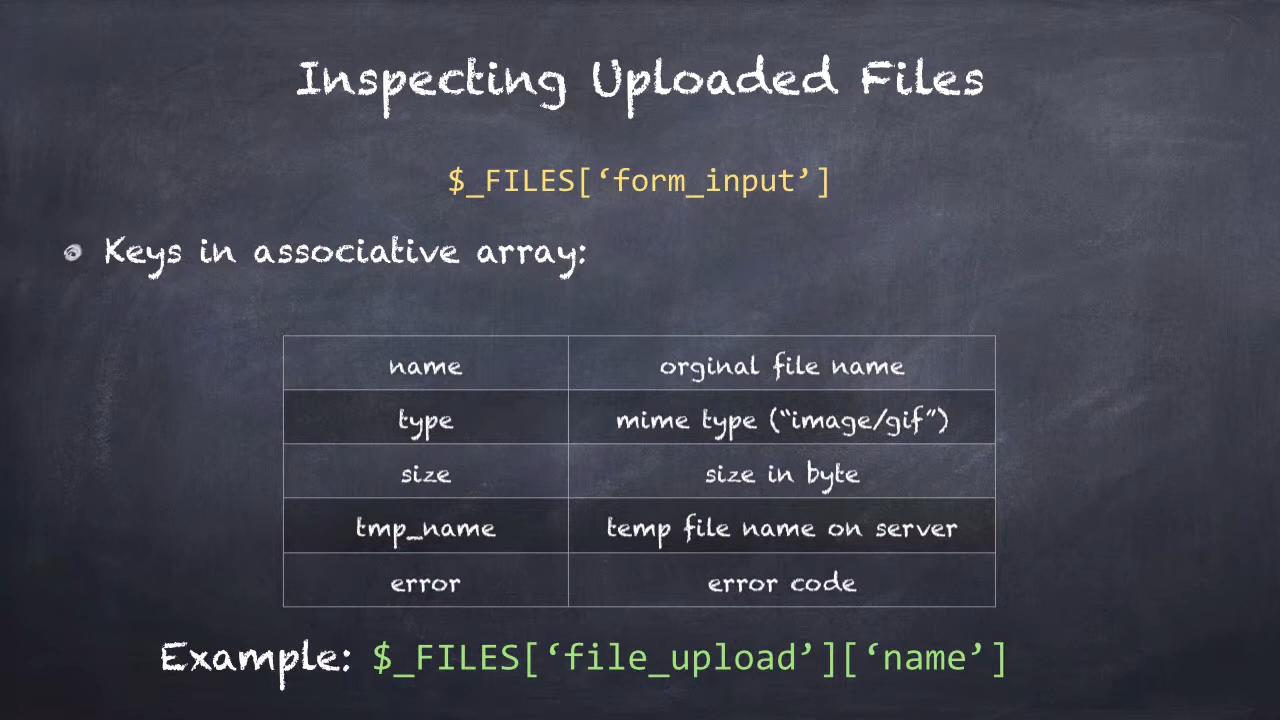 Inspecting Uploaded Files
$_FILES[‘form_input’]
Keys in associative array:
name orginal file name
type mime type (“image/gif”)
size size in byte
tmp_name temp file name on server
error error code
Example: $_FILES[‘file_upload’][‘name’]